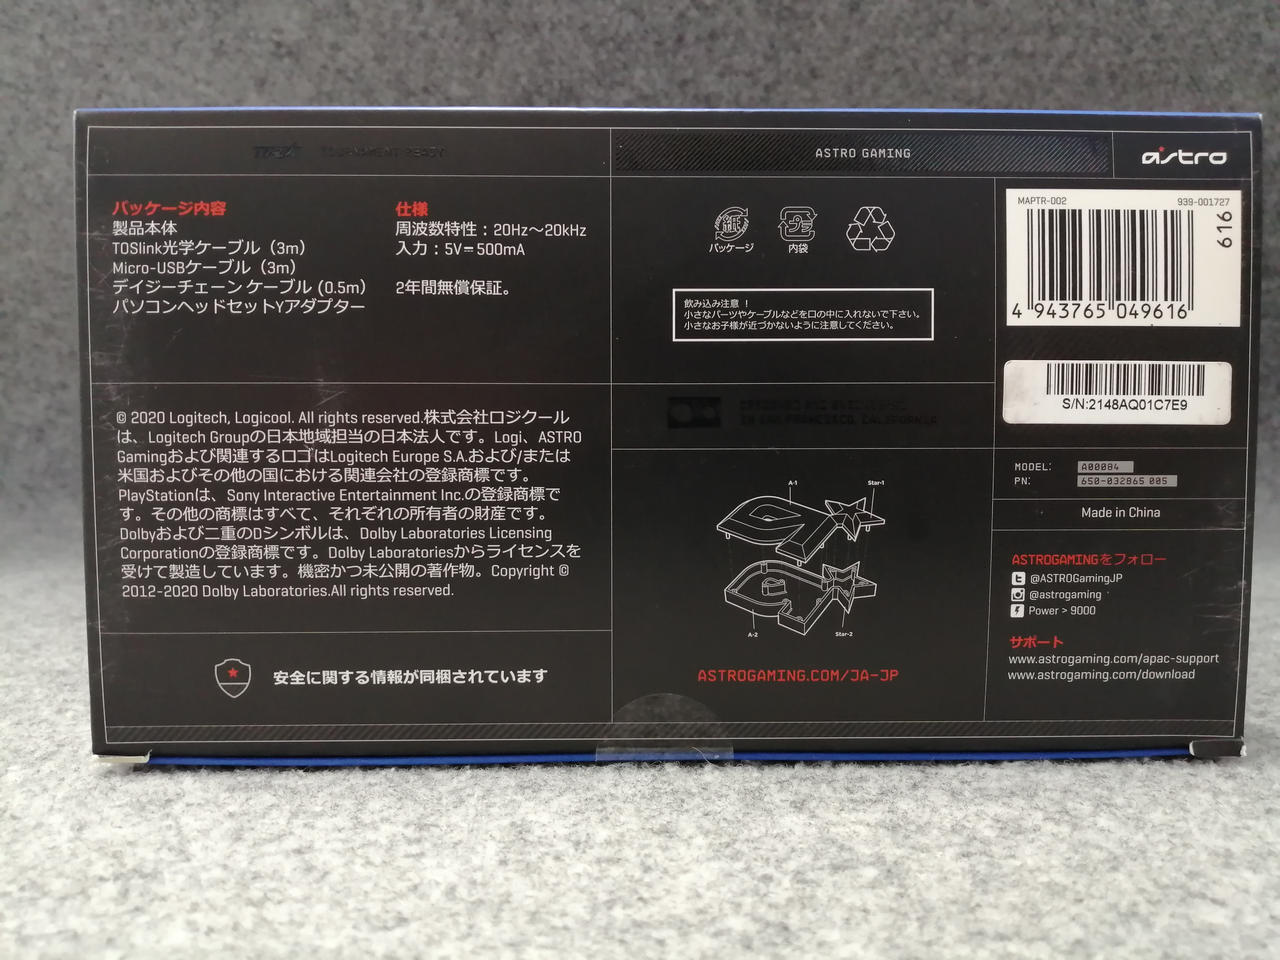 TOURNAMENT READY
ASTRO GAMING
astro
パッケージ内容
製品本体
TOSlink光学ケーブル（3m）
Micro-USBケーブル（3m）
デイジーチェーン ケーブル (0.5m)
パソコンヘッドセットYアダプター
仕様
周波数特性：20Hz～20kHz
入力：5V⎓500mA
2年間無償保証。
紙
パッケージ
プラ
内袋
飲み込み注意 ！
小さなパーツやケーブルなどを口の中に入れないで下さい。
小さなお子様が近づかないように注意してください。
MAPTR-002
939-001727
616
4 943765 049616
S/N:2148AQ01C7E9
© 2020 Logitech, Logicool. All rights reserved.株式会社ロジクール
は、Logitech Groupの日本地域担当の日本法人です。Logi、ASTRO
Gamingおよび関連するロゴはLogitech Europe S.A.および/または
米国およびその他の国における関連会社の登録商標です。
PlayStationは、Sony Interactive Entertainment Inc.の登録商標で
す。その他の商標はすべて、それぞれの所有者の財産です。
Dolbyおよび二重のDシンボルは、Dolby Laboratories Licensing
Corporationの登録商標です。Dolby Laboratoriesからライセンスを
受けて製造しています。機密かつ未公開の著作物。Copyright ©
2012-2020 Dolby Laboratories.All rights reserved.
安全に関する情報が同梱されています
IN SAN FRANCISCO, CALIFORNIA
A-1
Star-1
A-2
Star-2
ASTROGAMING.COM/JA-JP
MODEL: A00084
PN: 650-032865 005
Made in China
ASTROGAMINGをフォロー
@ASTROGamingJP
@astrogaming
Power > 9000
サポート
www.astrogaming.com/apac-support
www.astrogaming.com/download